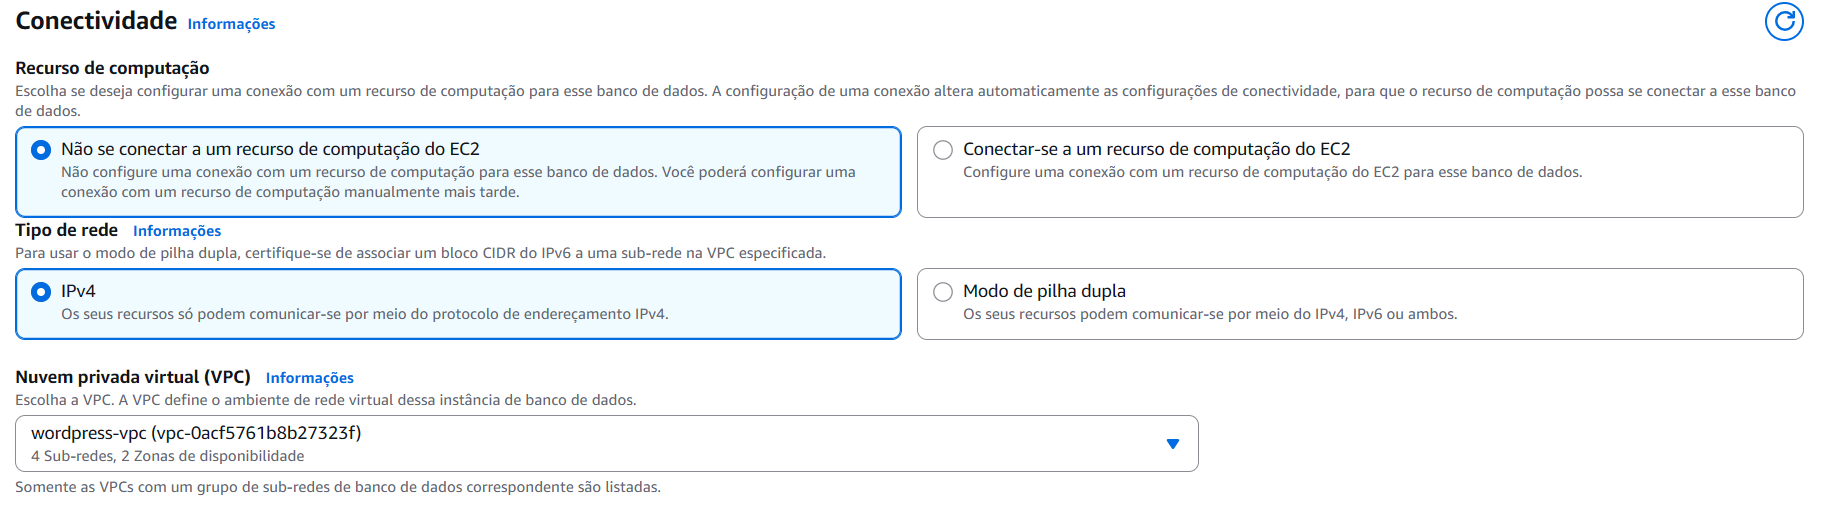 Conectividade Informações
Recurso de computação
Escolha se deseja configurar uma conexão com um recurso de computação para esse banco de dados. A configuração de uma conexão altera automaticamente as configurações de conectividade, para que o recurso de computação possa se conectar a esse banco
de dados.
Não se conectar a um recurso de computação do EC2
Não configure uma conexão com um recurso de computação para esse banco de dados. Você poderá configurar uma
conexão com um recurso de computação manualmente mais tarde.
Conectar-se a um recurso de computação do EC2
Configure uma conexão com um recurso de computação do EC2 para esse banco de dados.
Tipo de rede Informações
Para usar o modo de pilha dupla, certifique-se de associar um bloco CIDR do IPv6 a uma sub-rede na VPC especificada.
IPv4
Os seus recursos só podem comunicar-se por meio do protocolo de endereçamento IPv4.
Modo de pilha dupla
Os seus recursos podem comunicar-se por meio do IPv4, IPv6 ou ambos.
Nuvem privada virtual (VPC) Informações
Escolha a VPC. A VPC define o ambiente de rede virtual dessa instância de banco de dados.
wordpress-vpc (vpc-0acf5761b8b27323f)
4 Sub-redes, 2 Zonas de disponibilidade
Somente as VPCs com um grupo de sub-redes de banco de dados correspondente são listadas.